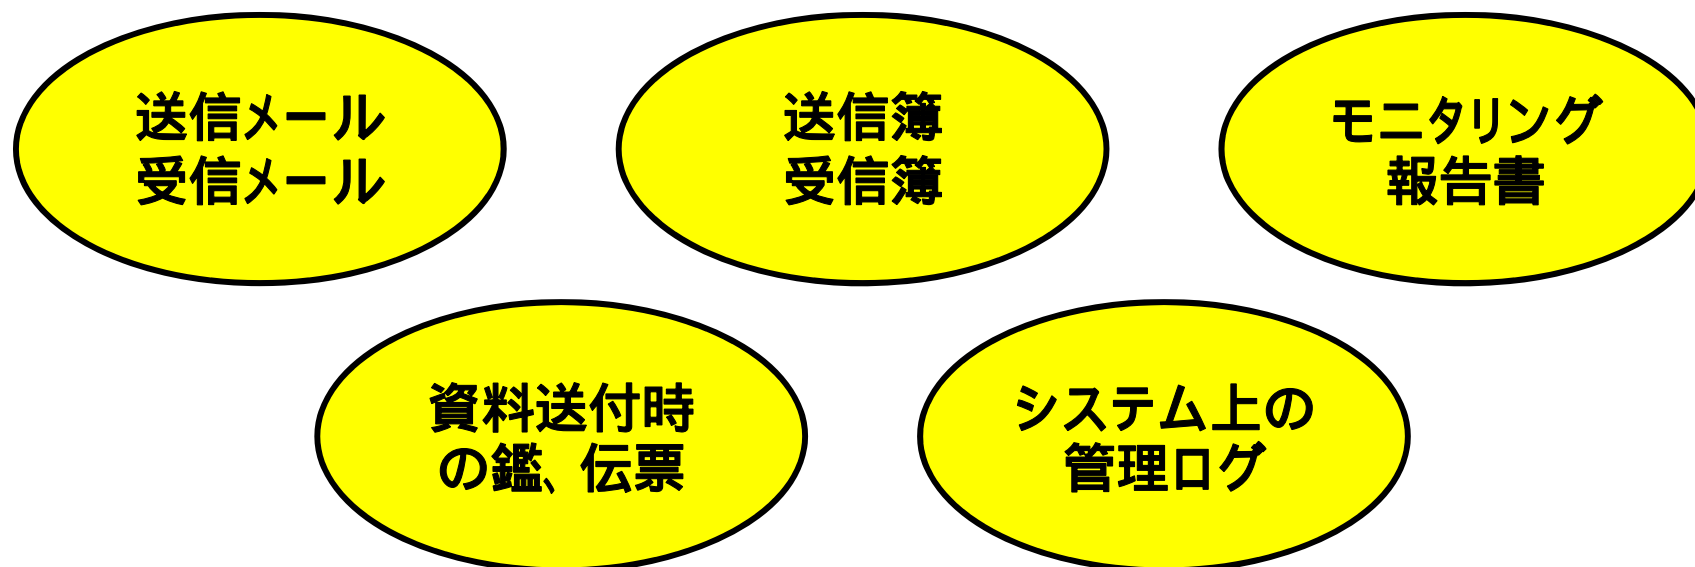 送信メール
受信メール
送信簿
受信簿
モニタリング
報告書
資料送付時
の鑑、伝票
システム上の
管理ログ